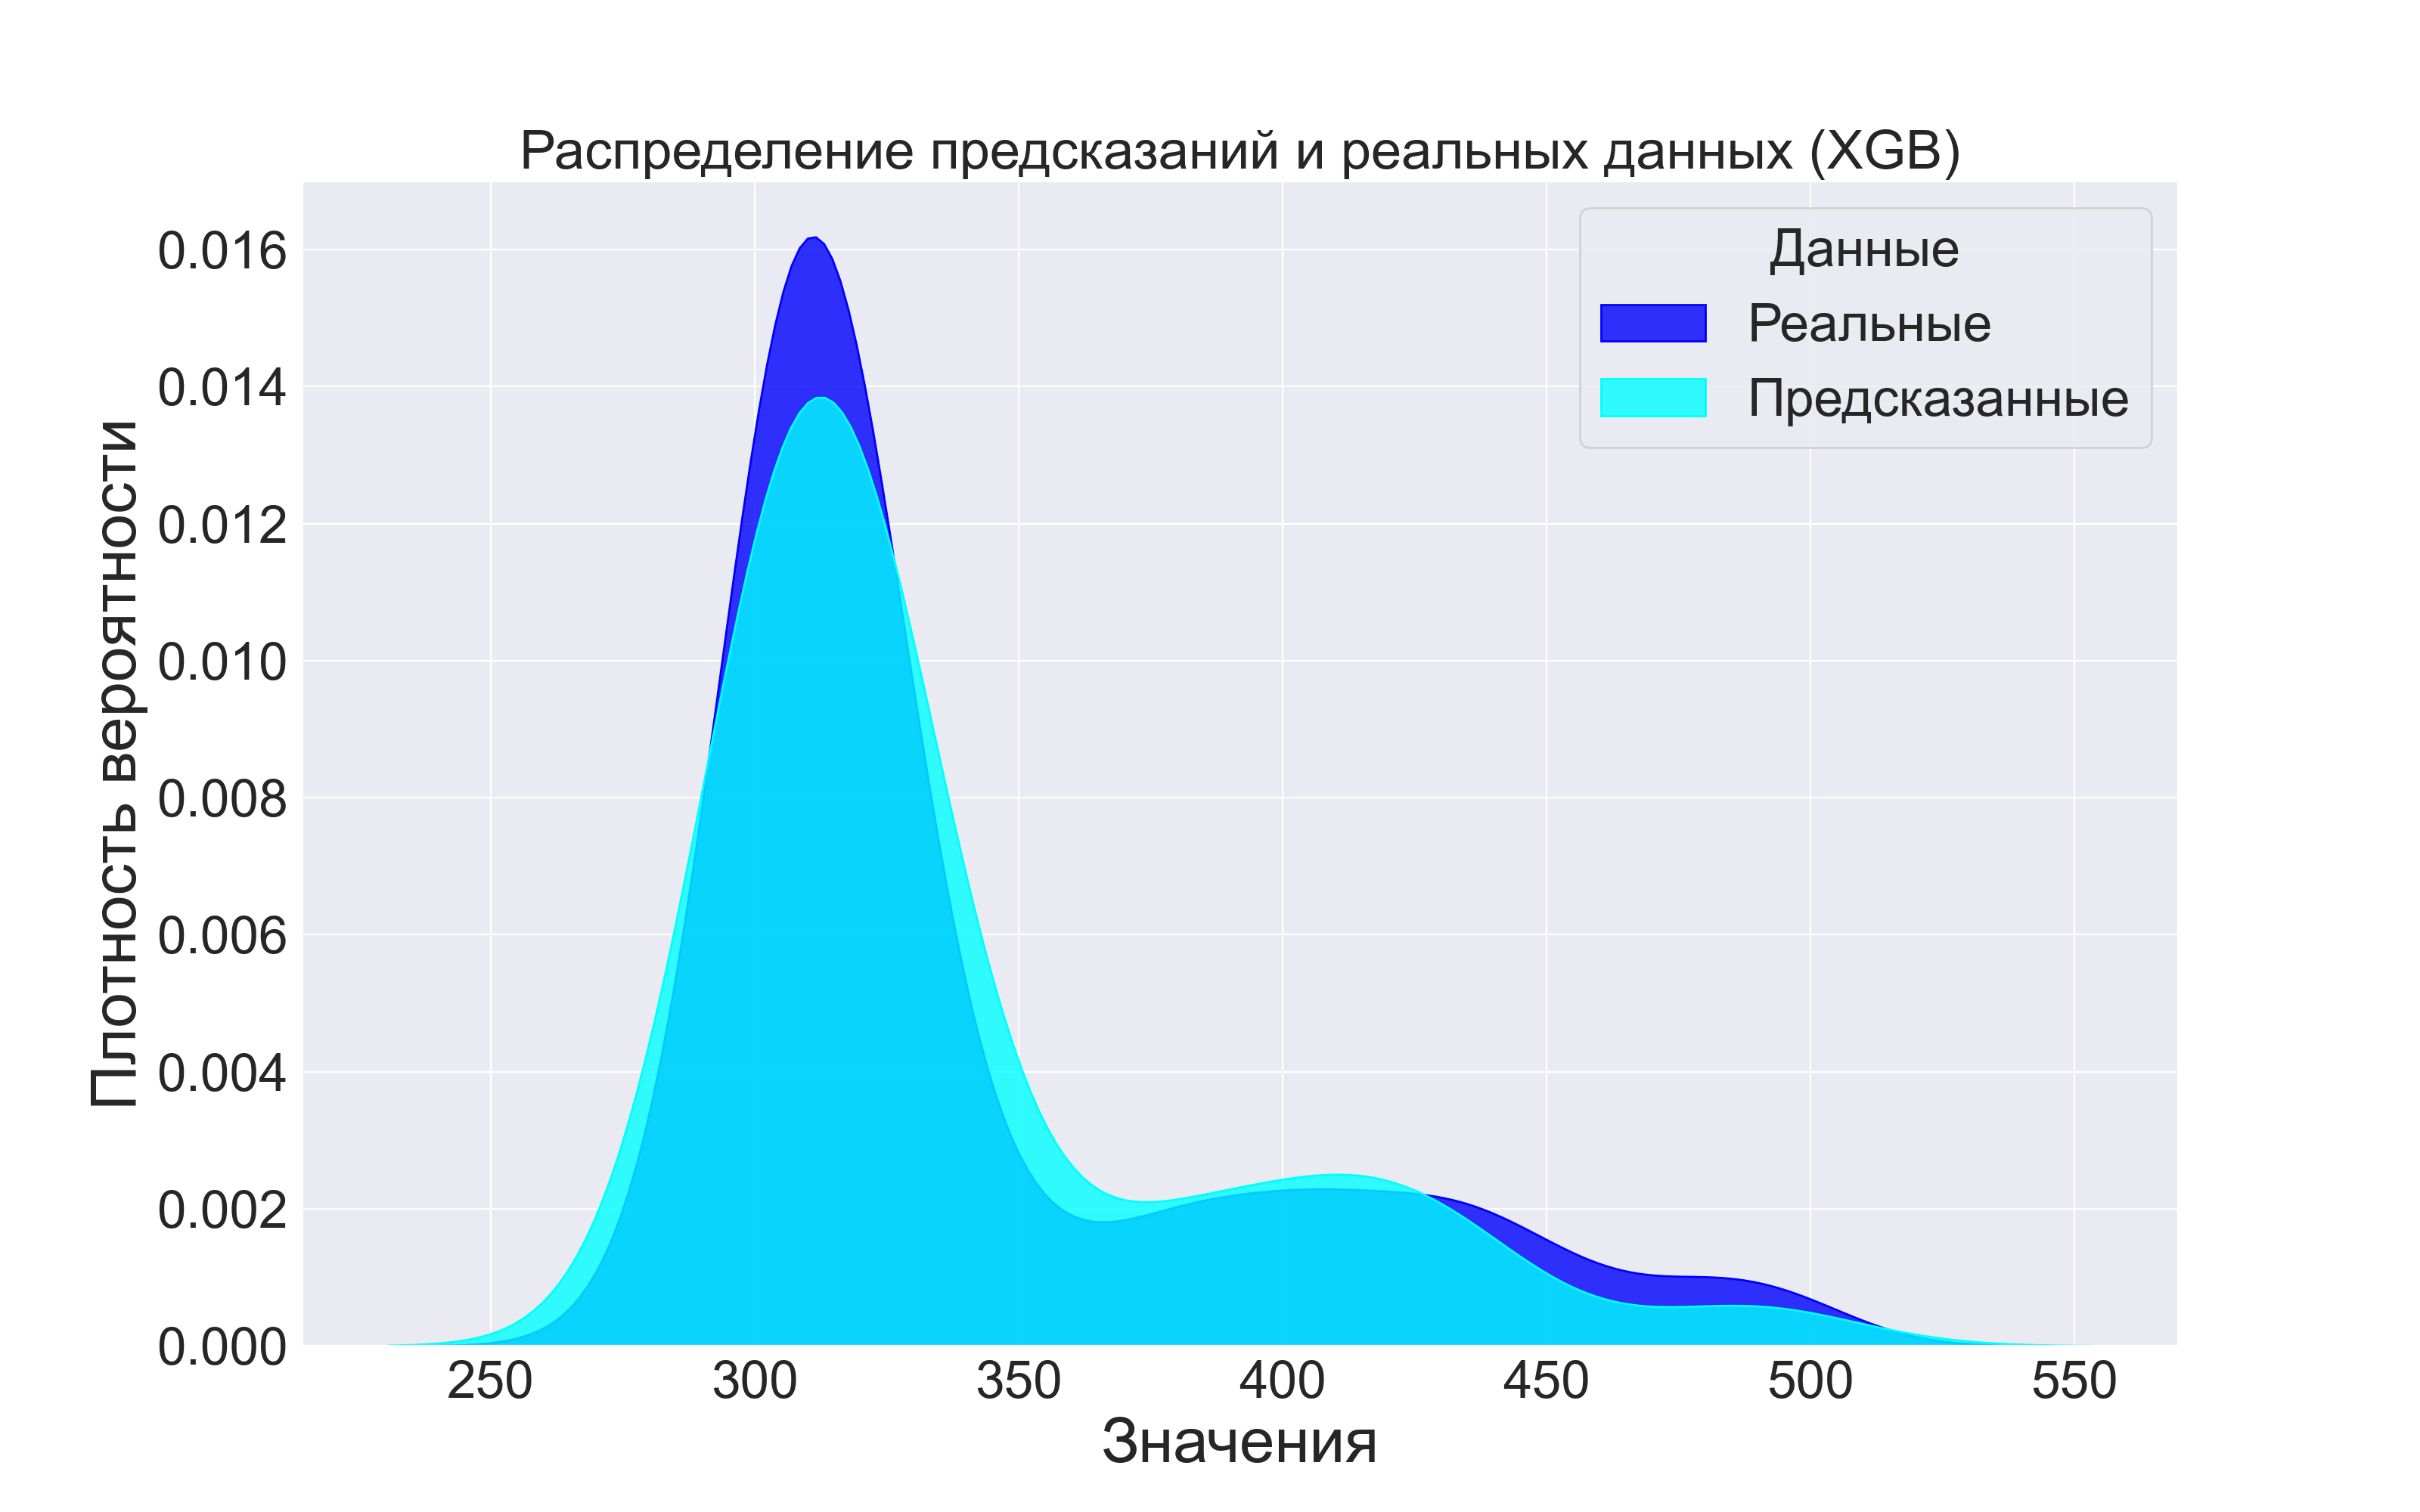 Распределение предсказаний и реальных данных (XGB)
Данные
Реальные
Предсказанные
Плотность вероятности
0.016
0.014
0.012
0.010
0.008
0.006
0.004
0.002
0.000
250 300 350 400 450 500 550
Значения